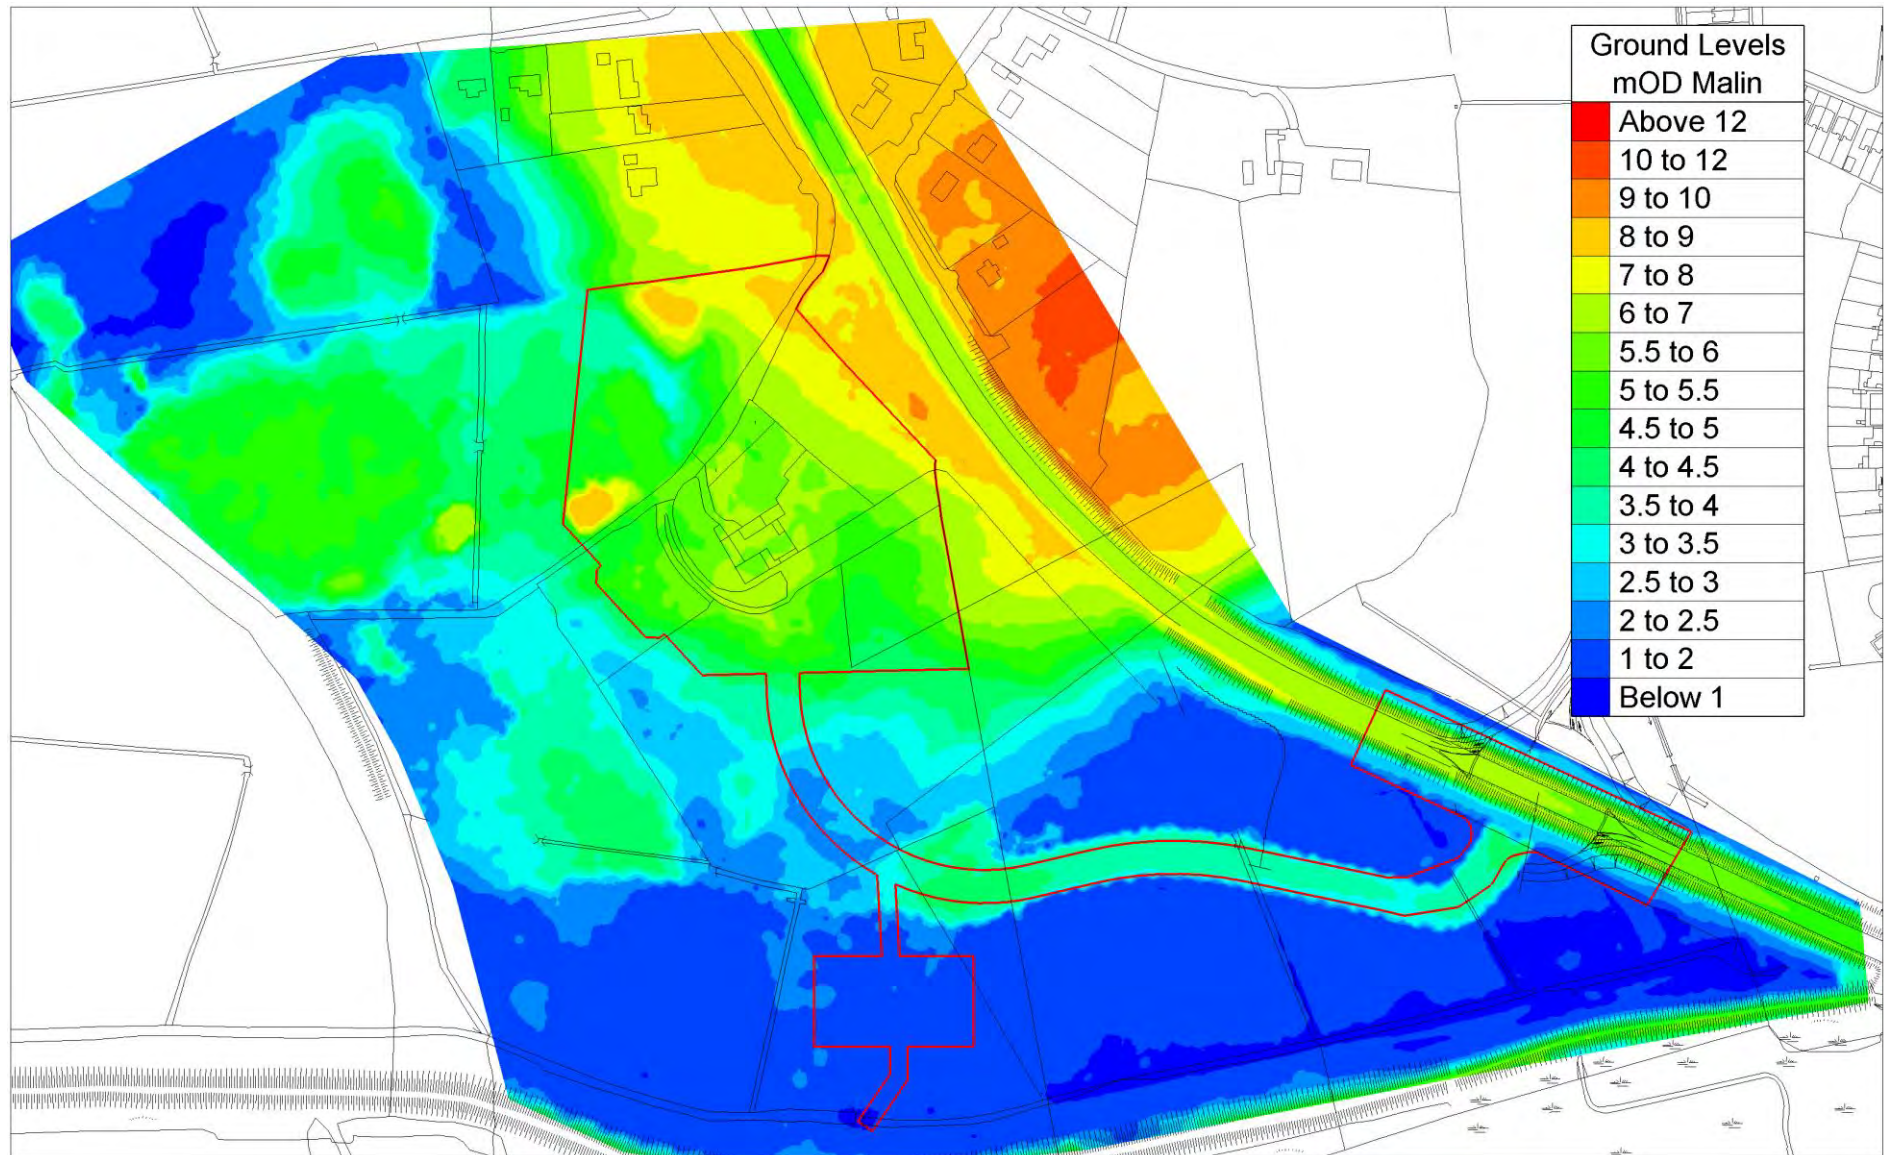 Ground Levels
mOD Malin
Above 12
10 to 12
9 to 10
8 to 9
7 to 8
6 to 7
5.5 to 6
5 to 5.5
4.5 to 5
4 to 4.5
3.5 to 4
3 to 3.5
2.5 to 3
2 to 2.5
1 to 2
Below 1